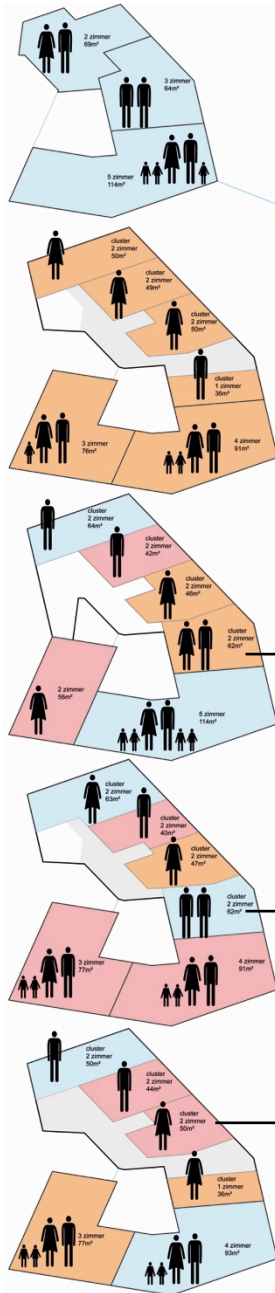 2 zimmer
69m²
3 zimmer
64m²
5 zimmer
114m²
cluster
2 zimmer
50m²
cluster
2 zimmer
49m²
cluster
2 zimmer
50m²
cluster
1 zimmer
36m²
3 zimmer
76m²
4 zimmer
91m²
cluster
2 zimmer
64m²
cluster
2 zimmer
42m²
cluster
2 zimmer
46m²
cluster
2 zimmer
62m²
2 zimmer
56m²
5 zimmer
114m²
cluster
2 zimmer
63m²
cluster
2 zimmer
40m²
cluster
2 zimmer
47m²
cluster
2 zimmer
62m²
3 zimmer
77m²
4 zimmer
91m²
cluster
2 zimmer
50m²
cluster
2 zimmer
44m²
cluster
2 zimmer
50m²
cluster
1 zimmer
36m²
3 zimmer
77m²
4 zimmer
93m²